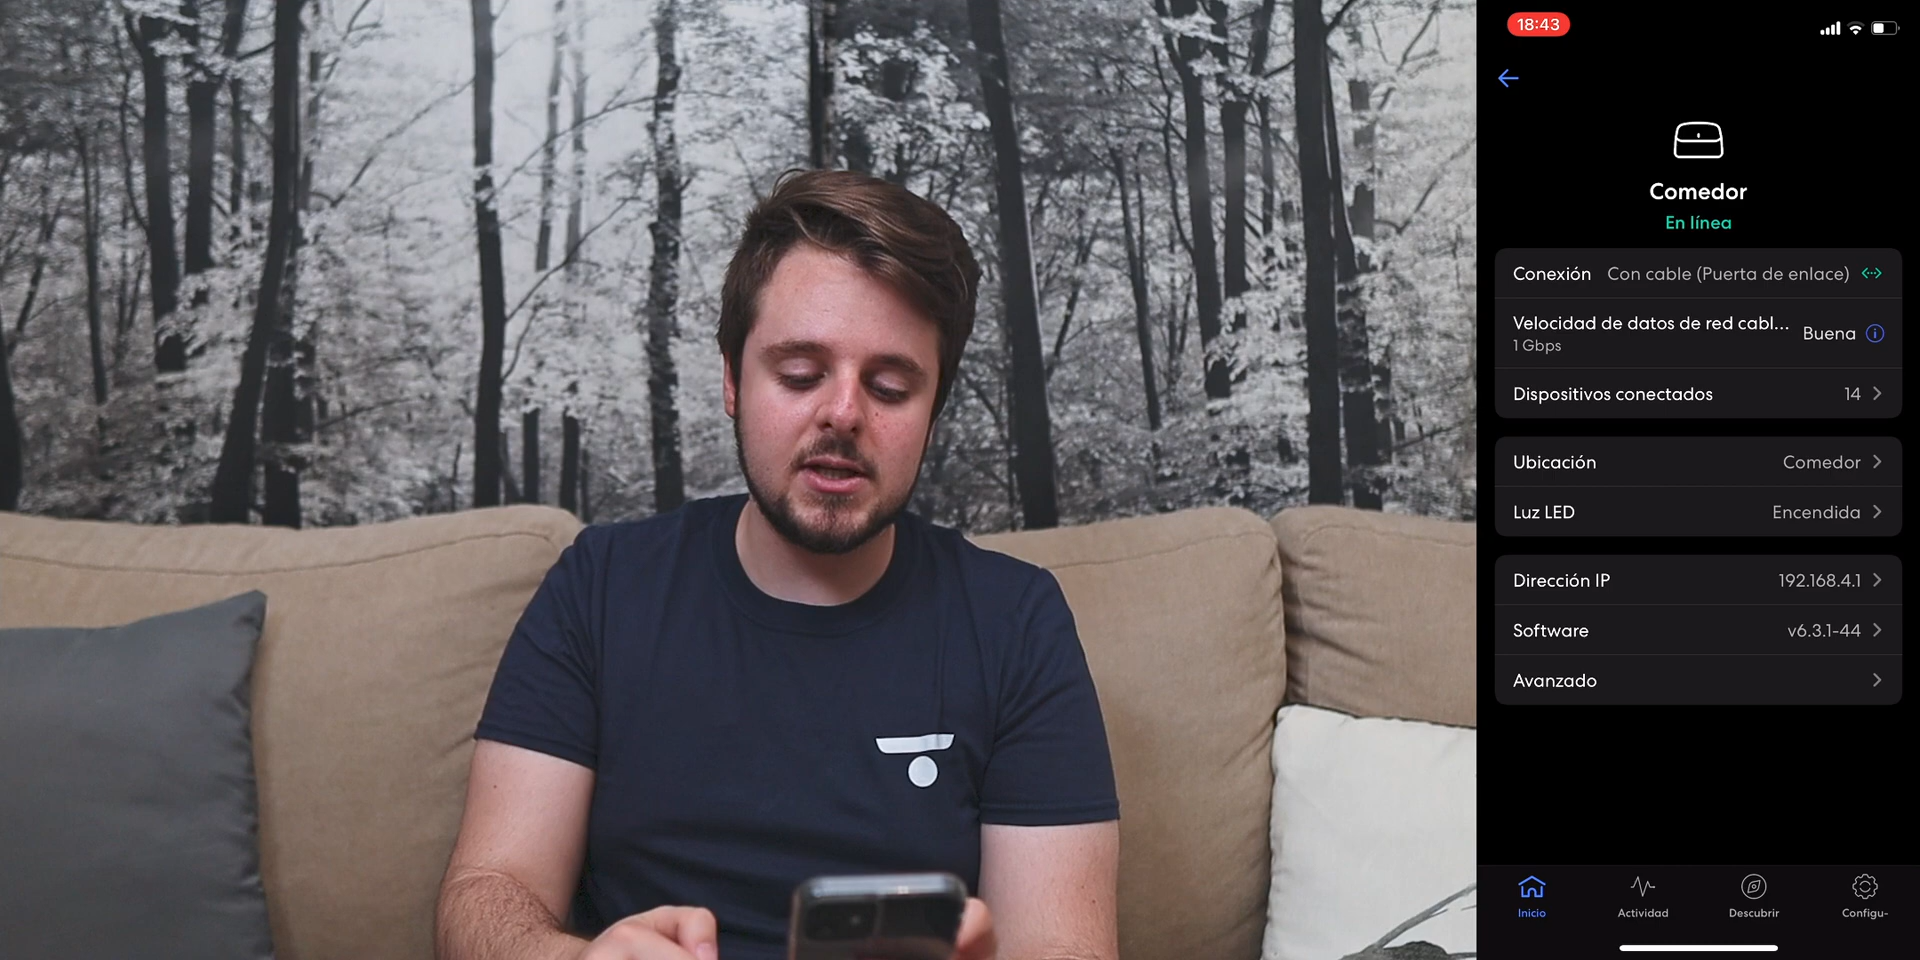 18:43
Comedor
En línea
Conexión Con cable (Puerta de enlace)
Velocidad de datos de red cabl... Buena
1 Gbps
Dispositivos conectados 14
Ubicación Comedor
Luz LED Encendida
Dirección IP 192.168.4.1
Software v6.3.1-44
Avanzado
Inicio Actividad Descubrir Configu-